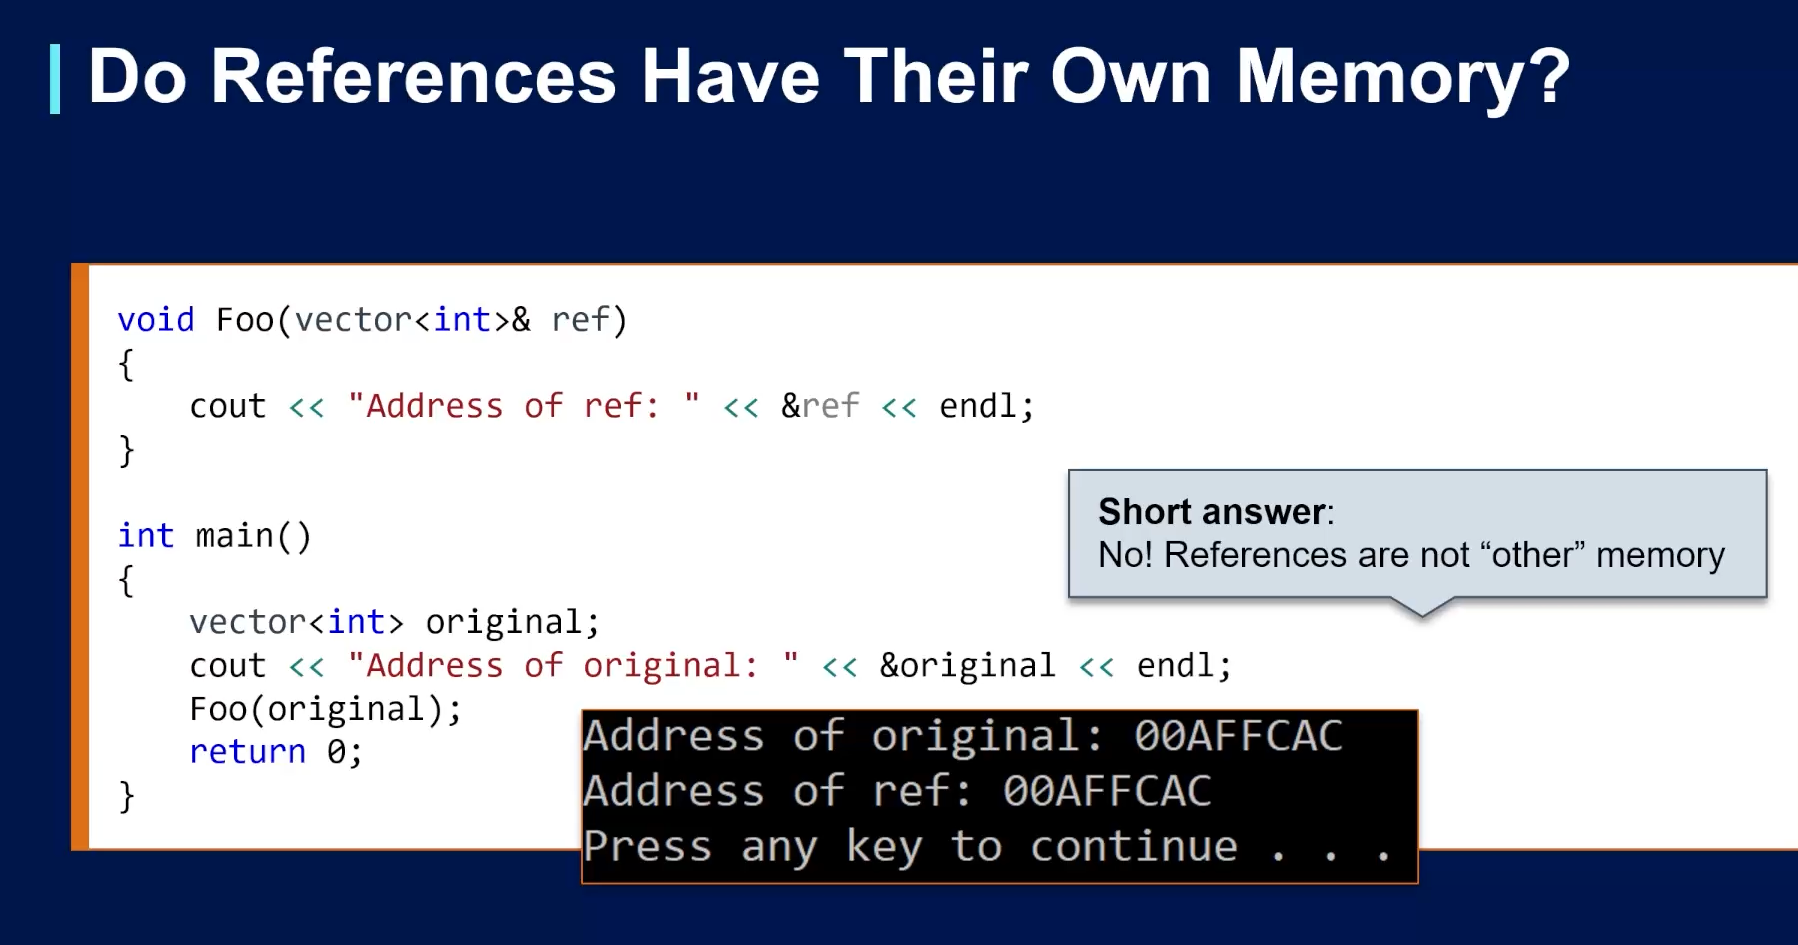 Do References Have Their Own Memory?
void Foo(vector<int>& ref)
{
    cout << "Address of ref: " << &ref << endl;
}
int main()
{
    vector<int> original;
    cout << "Address of original: " << &original << endl;
    Foo(original);
    return 0;
}
Short answer:
No! References are not “other” memory
Address of original: 00AFFCAC
Address of ref: 00AFFCAC
Press any key to continue . . .